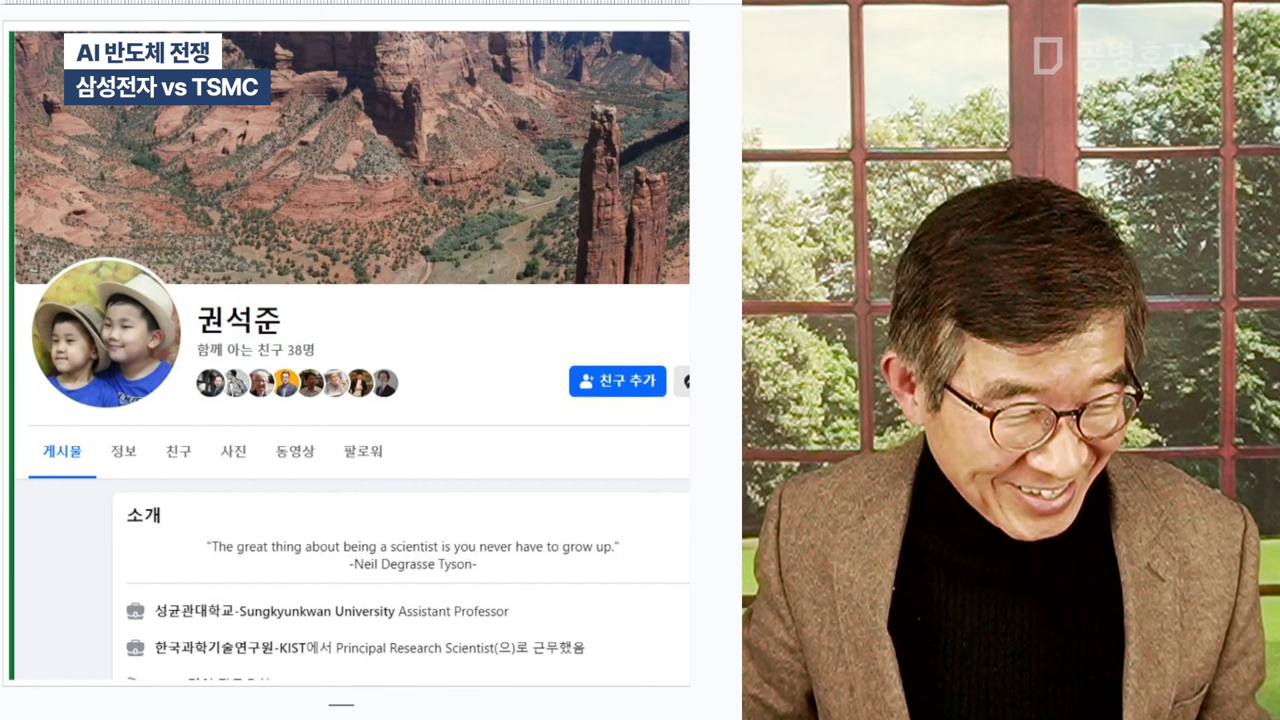 AI 반도체 전쟁
삼성전자 vs TSMC
공병호TV
권석준
함께 아는 친구 38명
친구 추가
게시물 정보 친구 사진 동영상 팔로워
소개
“The great thing about being a scientist is you never have to grow up.”
-Neil Degrasse Tyson-
성균관대학교-Sungkyunkwan University Assistant Professor
한국과학기술연구원-KIST에서 Principal Research Scientist(으)로 근무했음